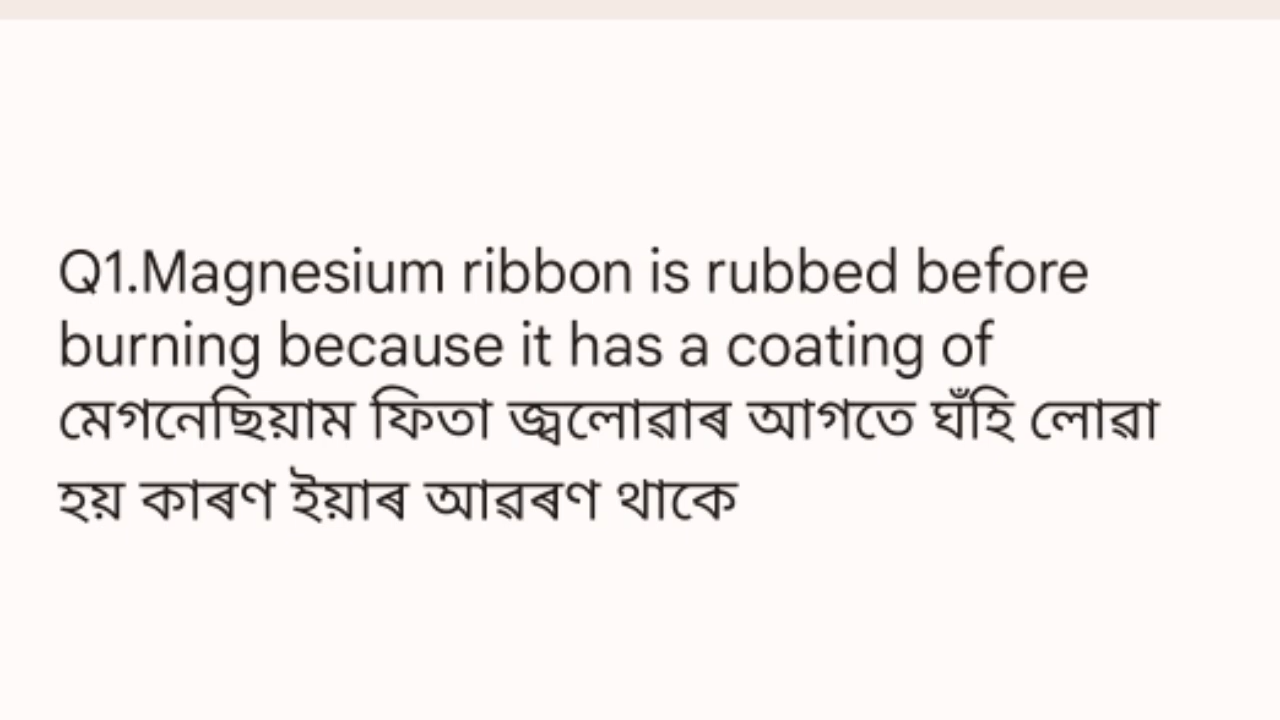 Q1.Magnesium ribbon is rubbed before
burning because it has a coating of
মেগনেছিয়াম ফিতা জ্বলোৱাৰ আগতে ঘঁহি লোৱা
হয় কাৰণ ইয়াৰ আৱৰণ থাকে